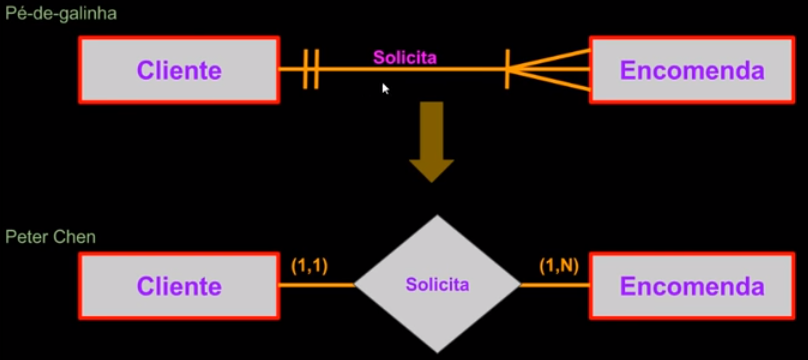 Pé-de-galinha
Cliente
Solicita
Encomenda
Peter Chen
Cliente
(1,1)
Solicita
(1,N)
Encomenda